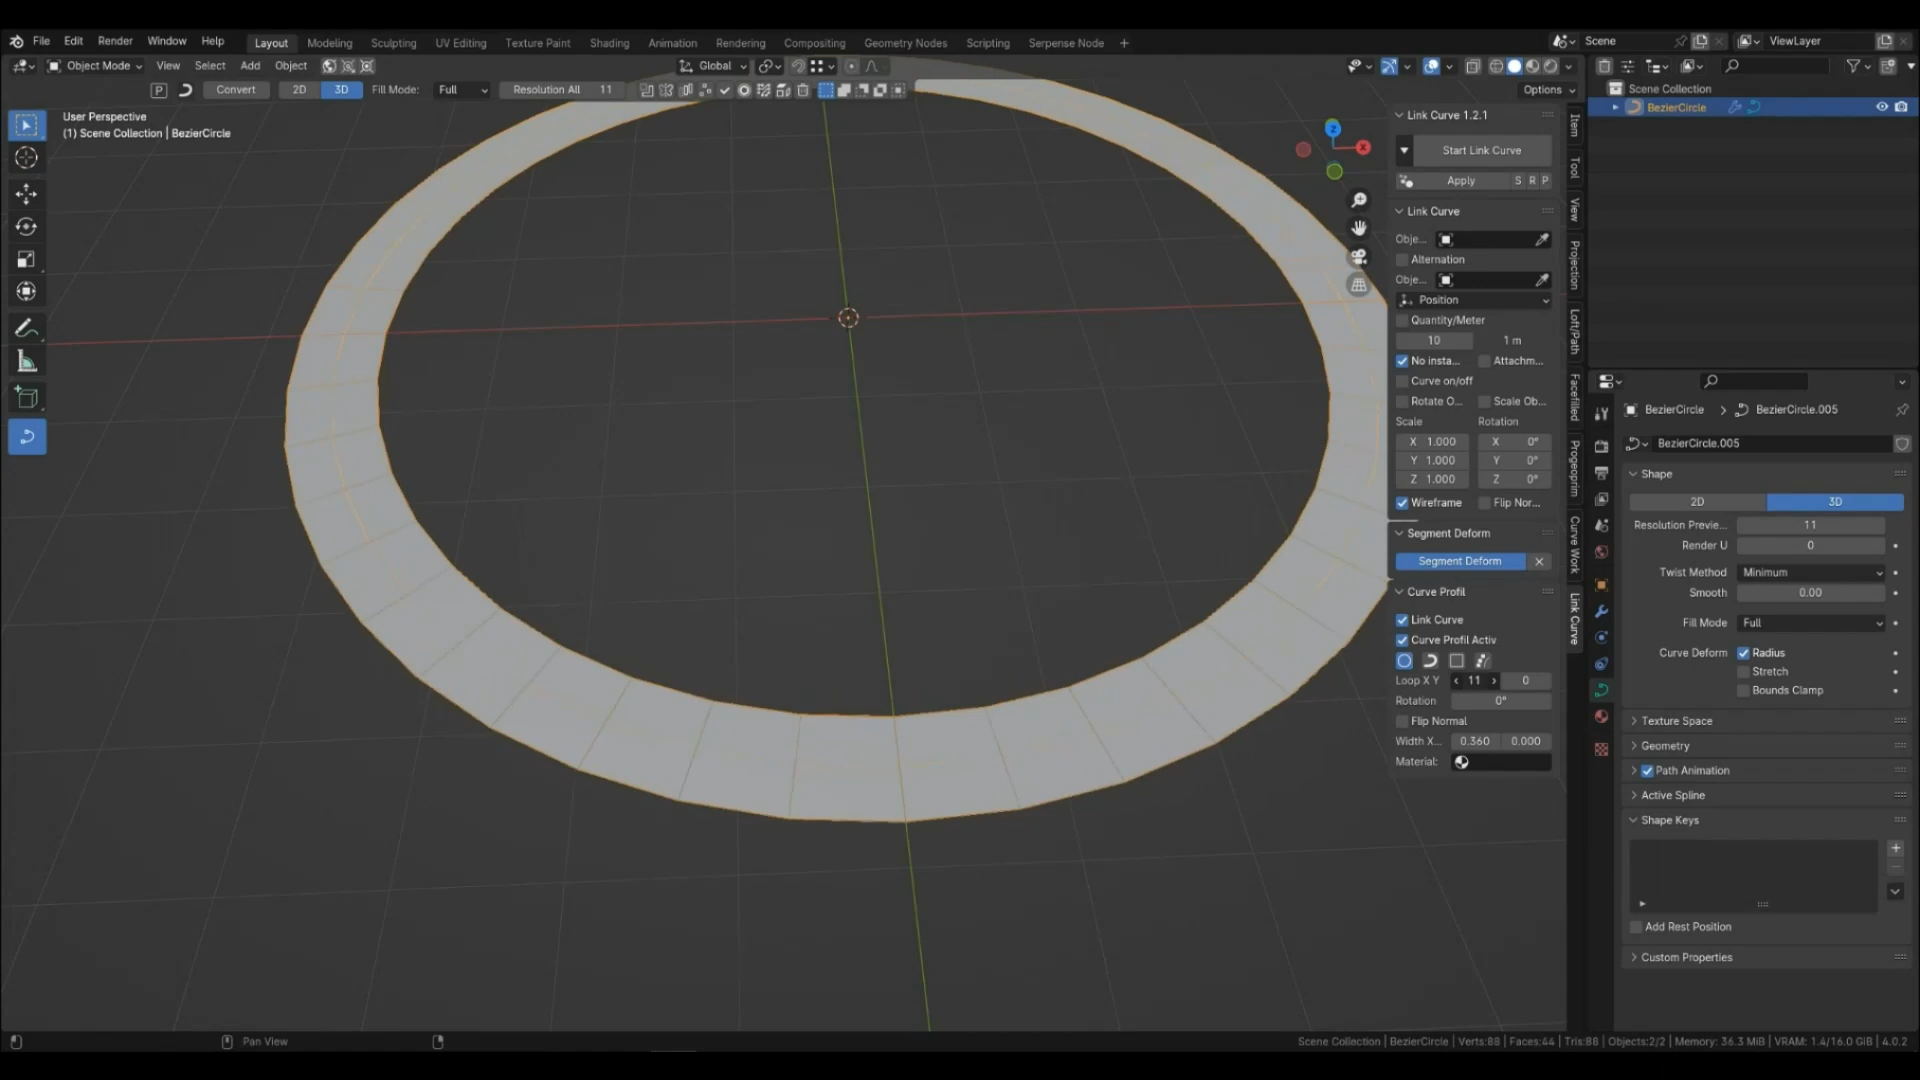 File Edit Render Window Help Layout Modeling Sculpting UV Editing Texture Paint Shading Animation Rendering Compositing Geometry Nodes Scripting Serpense Node + Scene ViewLayer
Object Mode View Select Add Object Global
P Convert 2D 3D Fill Mode: Full Resolution All 11 Options
User Perspective
(1) Scene Collection | BezierCircle
Z
X
Link Curve 1.2.1
Start Link Curve
Apply S R P
Link Curve
Obje...
Alternation
Obje...
Position
Quantity/Meter
10 1 m
No insta... Attachm...
Curve on/off
Rotate O... Scale Ob...
Scale Rotation
X 1.000 X 0°
Y 1.000 Y 0°
Z 1.000 Z 0°
Wireframe Flip Nor...
Segment Deform
Segment Deform
Curve Profil
Link Curve
Curve Profil Activ
Loop X Y 11 0
Rotation 0°
Flip Normal
Width X... 0.360 0.000
Material:
Item
Tool
View
Projection
Loft/Path
Facefilled
Progeoprim
Curve Work
Link Curve
Scene Collection
BezierCircle
BezierCircle BezierCircle.005
BezierCircle.005
Shape
2D 3D
Resolution Previe... 11
Render U 0
Twist Method Minimum
Smooth 0.00
Fill Mode Full
Curve Deform Radius
Stretch
Bounds Clamp
Texture Space
Geometry
Path Animation
Active Spline
Shape Keys
Add Rest Position
Custom Properties
Pan View
Scene Collection | BezierCircle | Verts:88 | Faces:44 | Tris:88 | Objects:2/2 | Memory: 36.3 MiB | VRAM: 1.4/16.0 GiB | 4.0.2